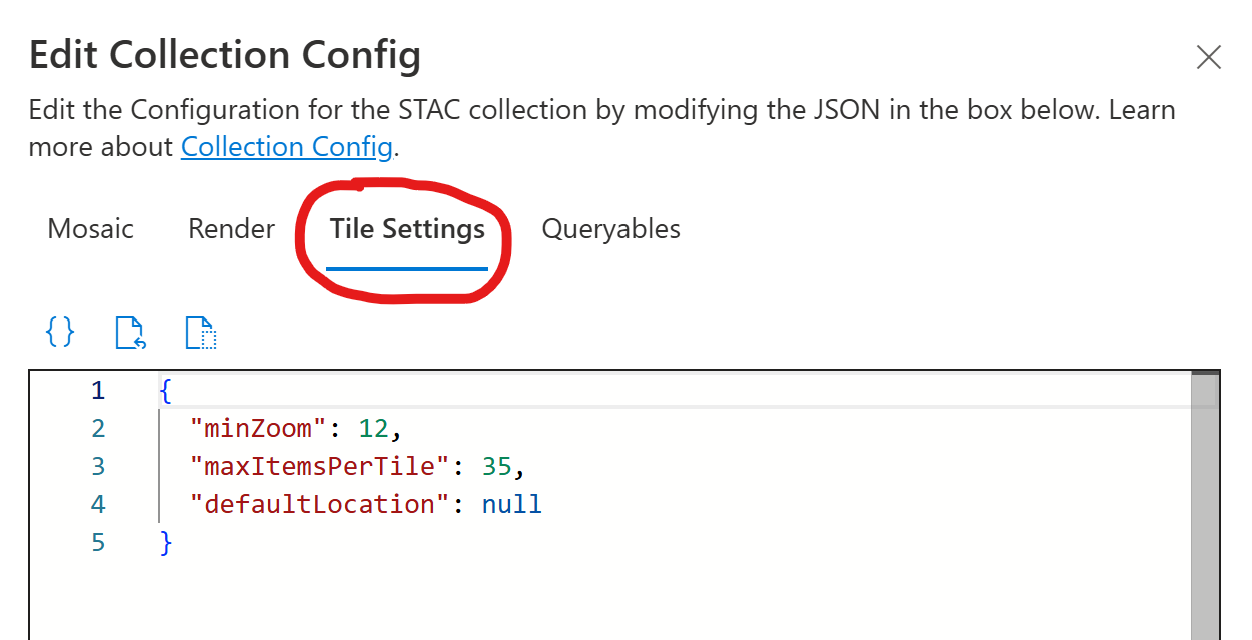 Edit Collection Config
Edit the Configuration for the STAC collection by modifying the JSON in the box below. Learn
more about Collection Config.
Mosaic Render Tile Settings Queryables
{}
1 {
2 "minZoom": 12,
3 "maxItemsPerTile": 35,
4 "defaultLocation": null
5 }